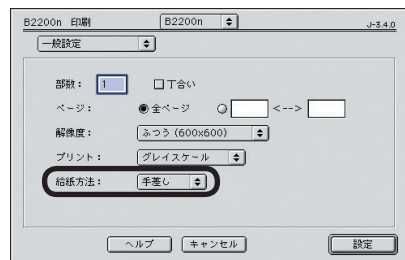 B2200n 印刷 B2200n J-3.4.0
一般設定
部数： 1 丁合い
ページ： 全ページ <-->
解像度： ふつう (600x600)
プリント： グレイスケール
給紙方法： 手差し
ヘルプ キャンセル 設定